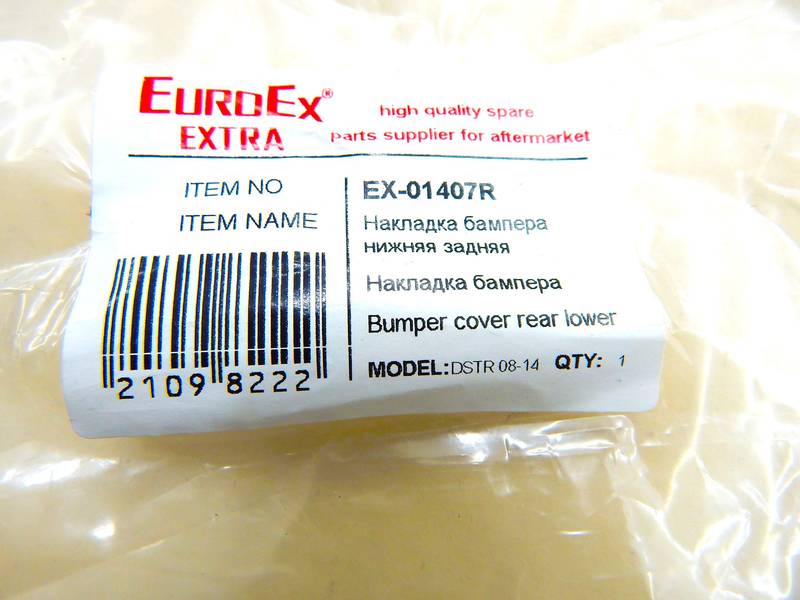 EUROEX®
EXTRA
high quality spare
parts supplier for aftermarket
ITEM NO
EX-01407R
ITEM NAME
Накладка бампера
нижняя задняя
Накладка бампера
Bumper cover rear lower
MODEL: DSTR 08-14 QTY: 1
2109 8222